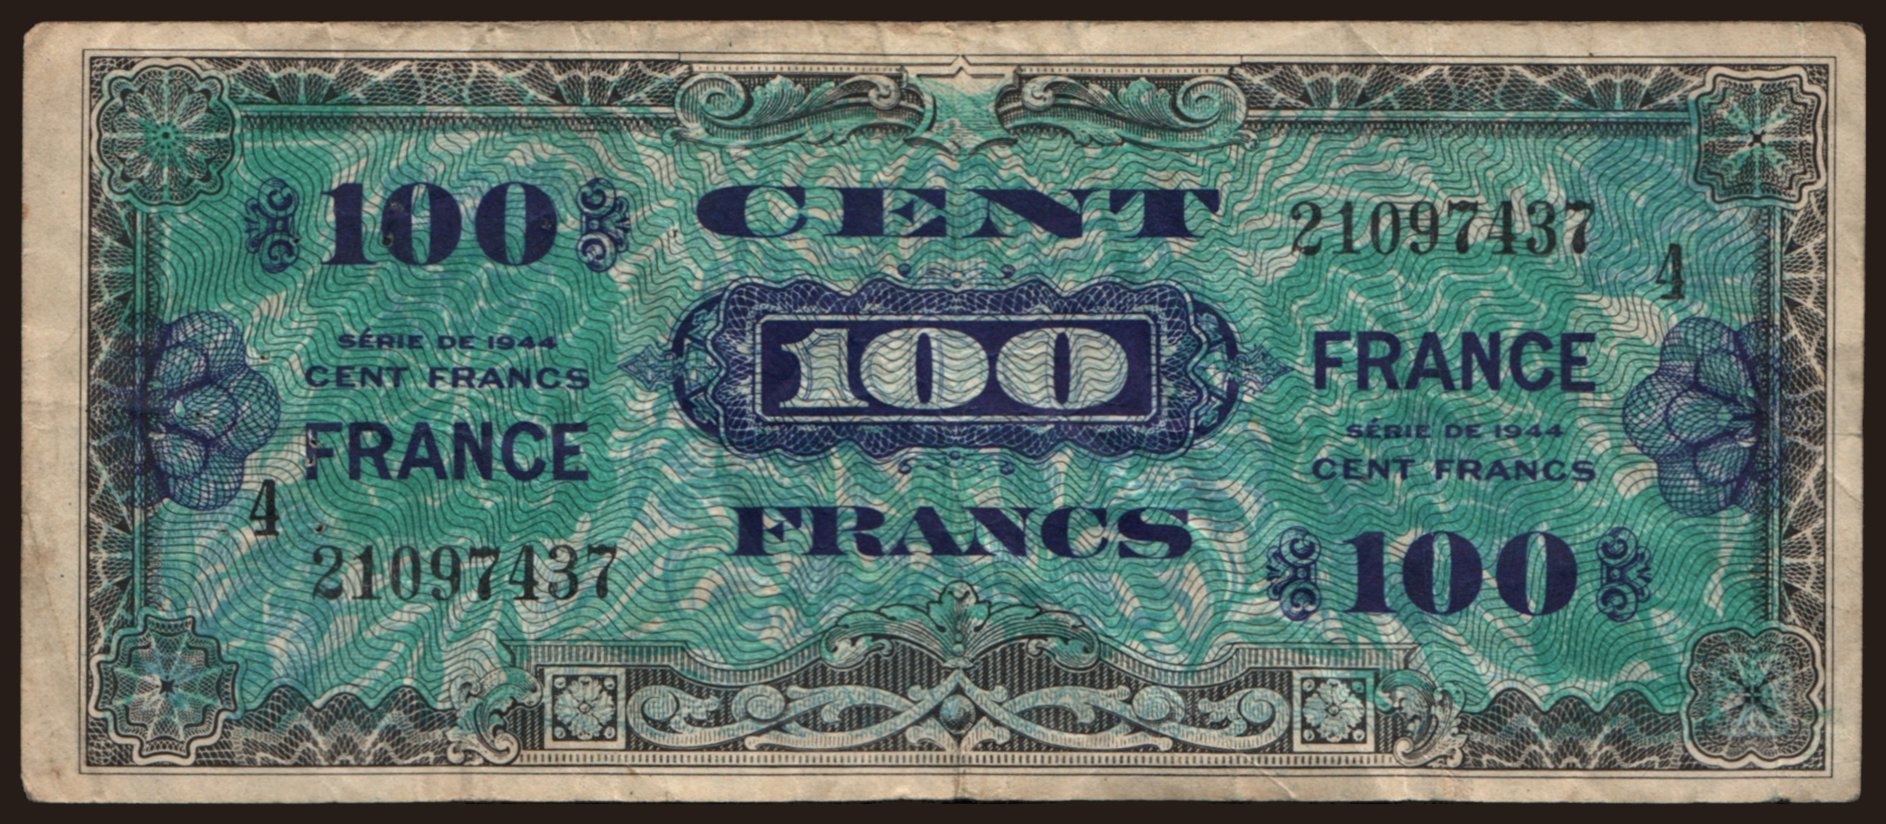 100
CENT
21097437
4
SÉRIE DE 1944
CENT FRANCS
FRANCE
100
FRANCE
SÉRIE DE 1944
CENT FRANCS
4
21097437
FRANCS
100